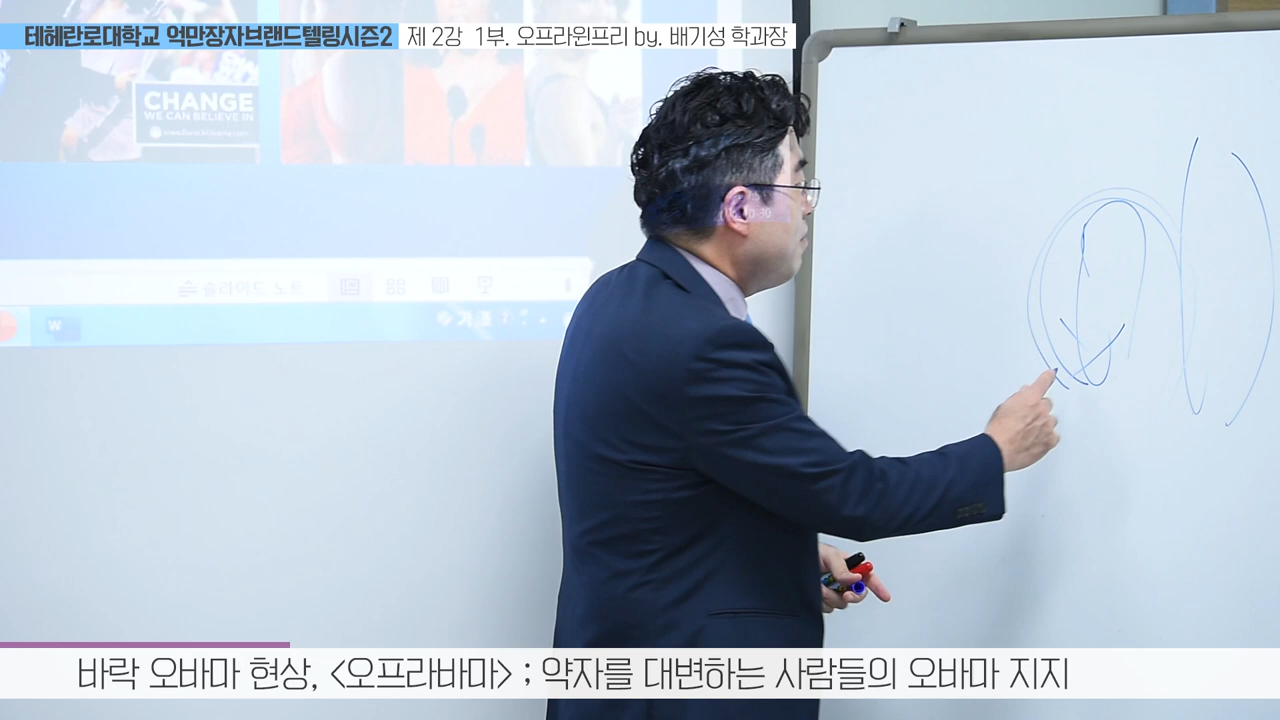 테헤란로대학교 억만장자브랜드텔링시즌2 제 2강 1부. 오프라윈프리 by. 배기성 학과장
CHANGE
WE CAN BELIEVE IN
슬라이드 노트
W
바락 오바마 현상, <오프라바마> ; 약자를 대변하는 사람들의 오바마 지지